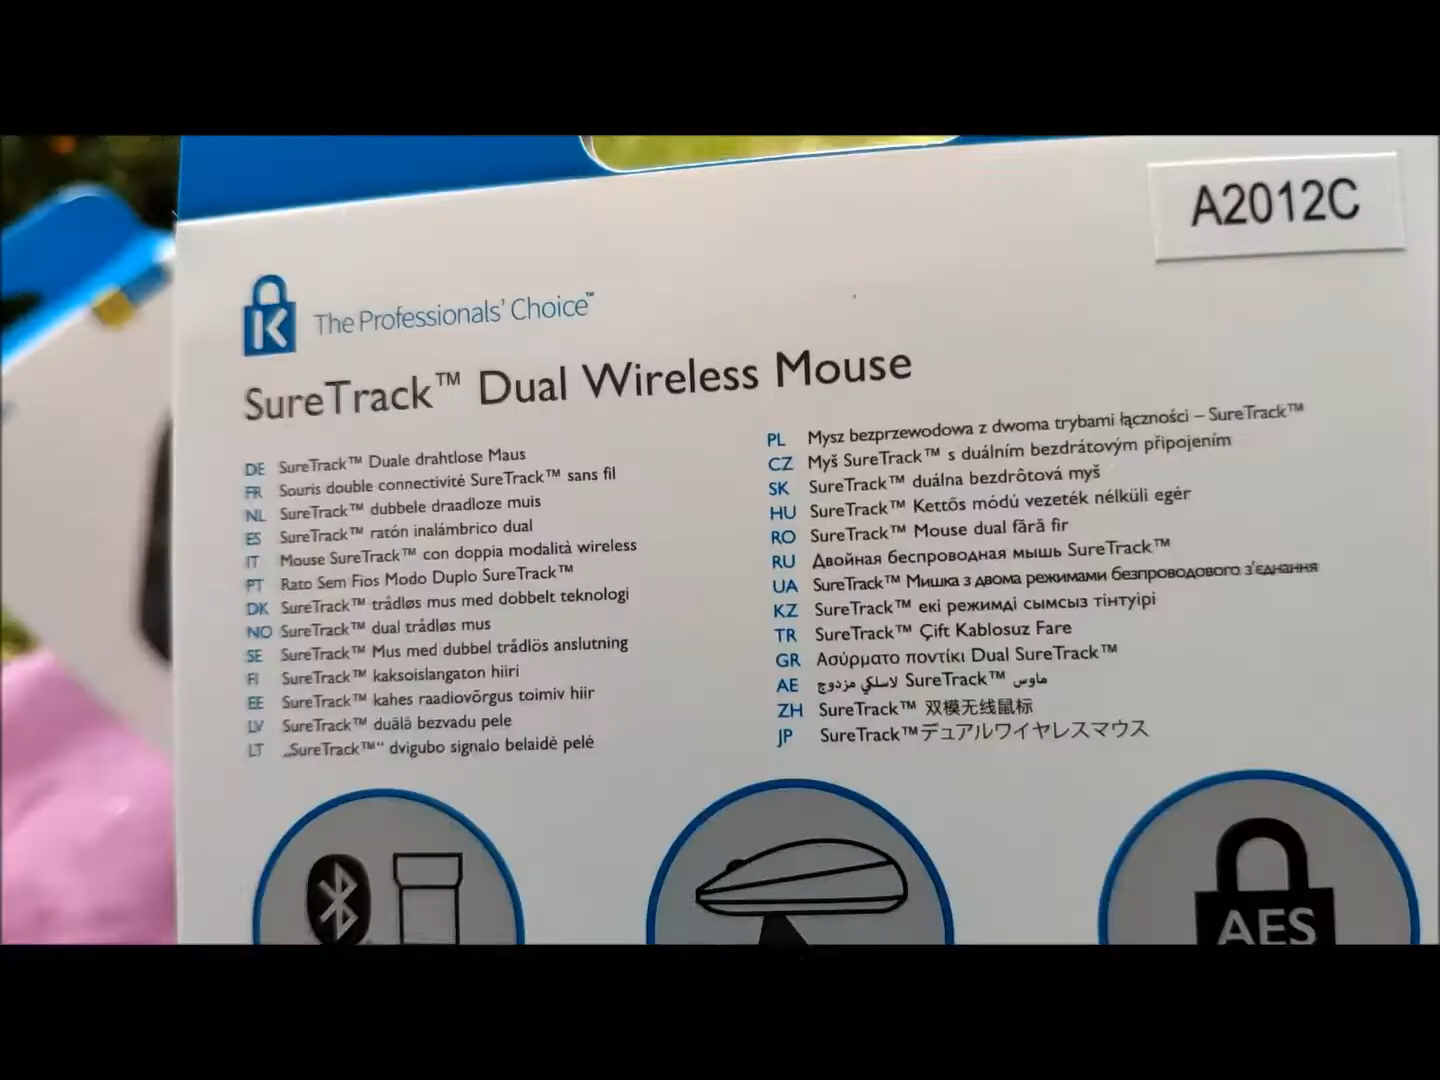 A2012C
K The Professionals' Choice™
SureTrack™ Dual Wireless Mouse
DE SureTrack™ Duale drahtlose Maus
FR Souris double connectivité SureTrack™ sans fil
NL SureTrack™ dubbele draadloze muis
ES SureTrack™ ratón inalámbrico dual
IT Mouse SureTrack™ con doppia modalità wireless
PT Rato Sem Fios Modo Duplo SureTrack™
DK SureTrack™ trådløs mus med dobbelt teknologi
NO SureTrack™ dual trådløs mus
SE SureTrack™ Mus med dubbel trådlös anslutning
FI SureTrack™ kaksoislangaton hiiri
EE SureTrack™ kahes raadiovõrgus toimiv hiir
LV SureTrack™ duālā bezvadu pele
LT „SureTrack™“ dvigubo signalo belaidė pelė
PL Mysz bezprzewodowa z dwoma trybami łączności – SureTrack™
CZ Myš SureTrack™ s duálním bezdrátovým připojením
SK SureTrack™ duálna bezdrôtová myš
HU SureTrack™ Kettős módú vezeték nélküli egér
RO SureTrack™ Mouse dual fără fir
RU Двойная беспроводная мышь SureTrack™
UA SureTrack™ Мишка з двома режимами безпроводового з'єднання
KZ SureTrack™ екі режимді сымсыз тінтуірі
TR SureTrack™ Çift Kablosuz Fare
GR Ασύρματο ποντίκι Dual SureTrack™
AE ماوس SureTrack™ لاسلكي مزدوج
ZH SureTrack™ 双模无线鼠标
JP SureTrack™デュアルワイヤレスマウス
AES